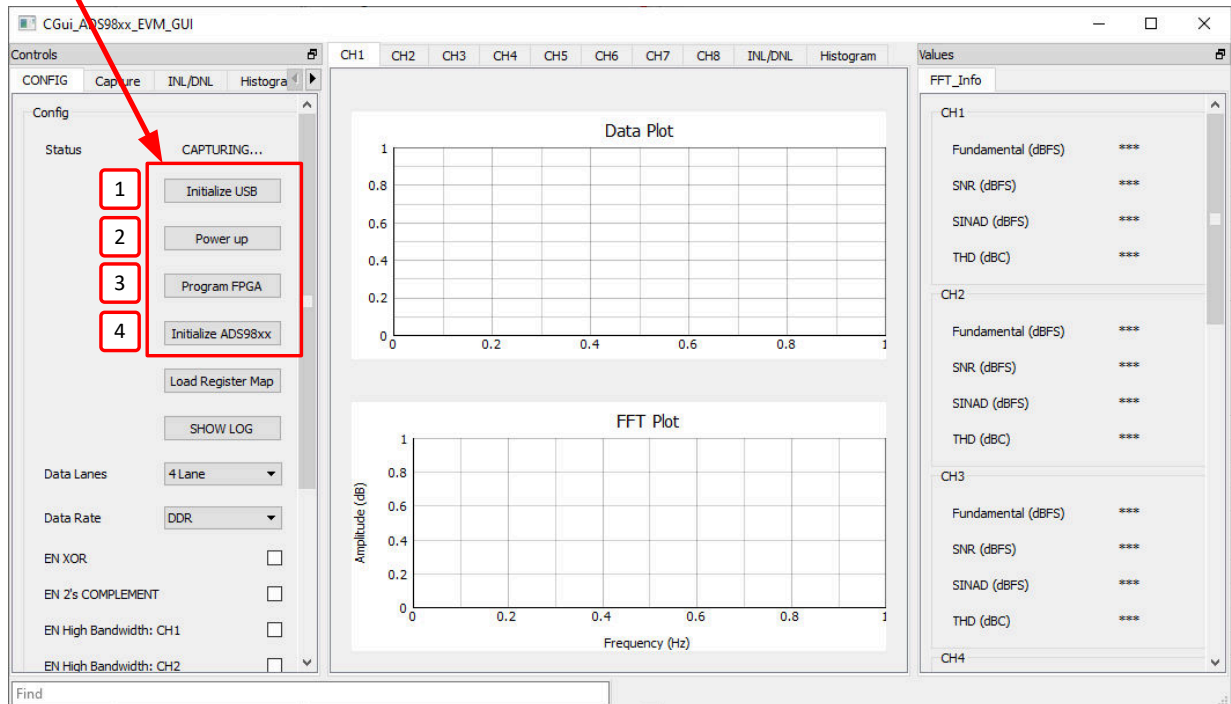 CGui_ADS98xx_EVM_GUI
Controls
CONFIG Capture INL/DNL Histogra
Config
Status CAPTURING...
1 Initialize USB
2 Power up
3 Program FPGA
4 Initialize ADS98xx
Load Register Map
SHOW LOG
Data Lanes 4 Lane
Data Rate DDR
EN XOR
EN 2's COMPLEMENT
EN High Bandwidth: CH1
EN High Bandwidth: CH2
Find
CH1 CH2 CH3 CH4 CH5 CH6 CH7 CH8 INL/DNL Histogram
Data Plot
1
0.8
0.6
0.4
0.2
0
0 0.2 0.4 0.6 0.8 1
FFT Plot
Amplitude (dB)
1
0.8
0.6
0.4
0.2
0
0 0.2 0.4 0.6 0.8 1
Frequency (Hz)
Values
FFT_Info
CH1
Fundamental (dBFS) ***
SNR (dBFS) ***
SINAD (dBFS) ***
THD (dBC) ***
CH2
Fundamental (dBFS) ***
SNR (dBFS) ***
SINAD (dBFS) ***
THD (dBC) ***
CH3
Fundamental (dBFS) ***
SNR (dBFS) ***
SINAD (dBFS) ***
THD (dBC) ***
CH4